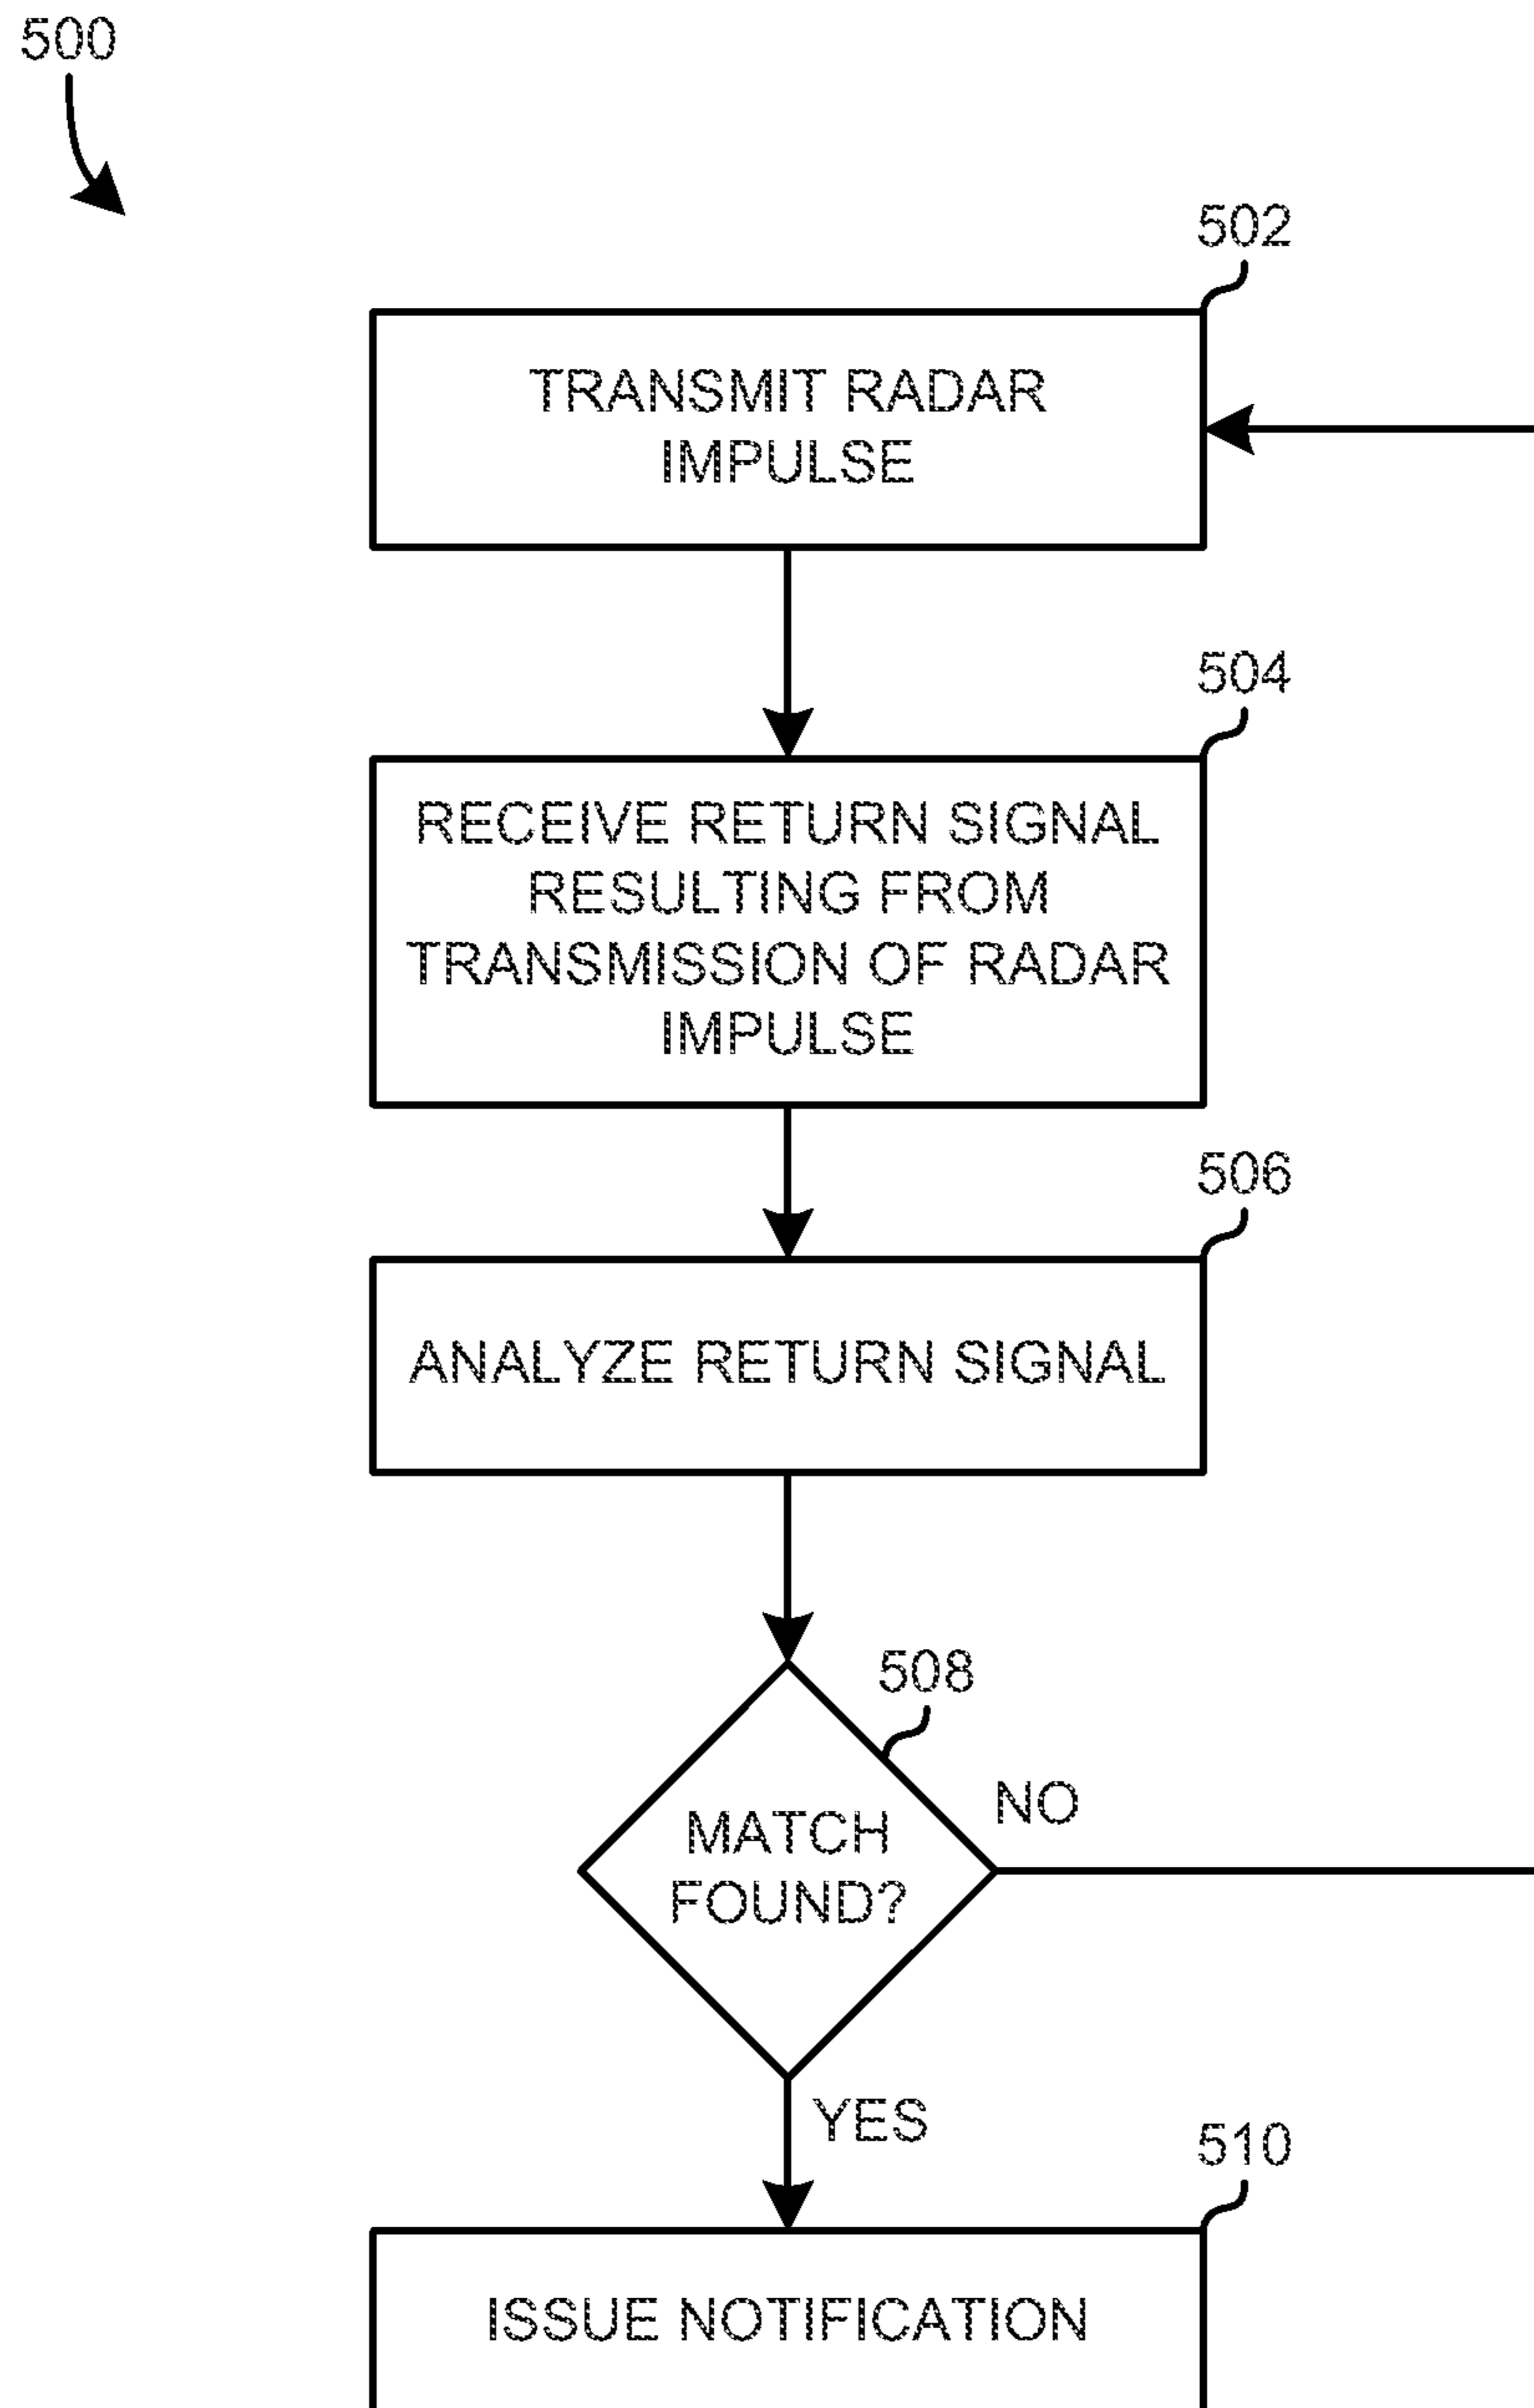 500
502
TRANSMIT RADAR
IMPULSE
504
RECEIVE RETURN SIGNAL
RESULTING FROM
TRANSMISSION OF RADAR
IMPULSE
506
ANALYZE RETURN SIGNAL
508
NO
MATCH
FOUND?
YES
510
ISSUE NOTIFICATION